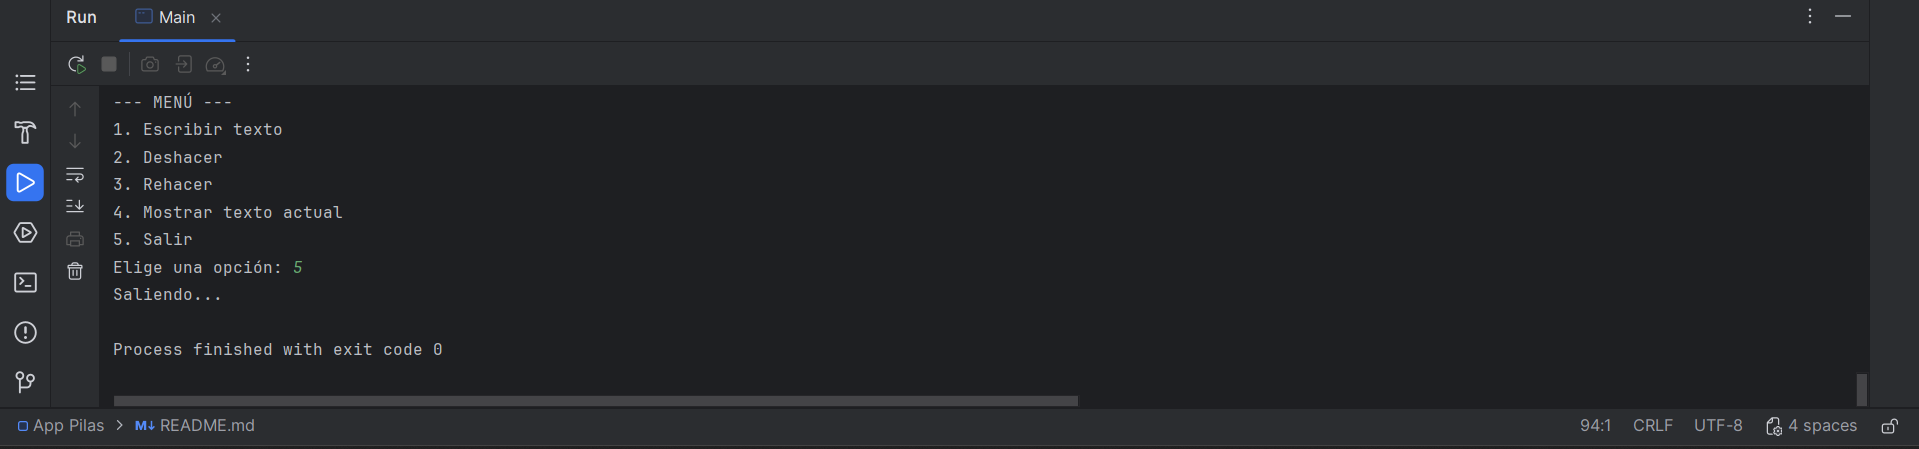 Run Main
--- MENÚ ---
1. Escribir texto
2. Deshacer
3. Rehacer
4. Mostrar texto actual
5. Salir
Elige una opción: 5
Saliendo...
Process finished with exit code 0
App Pilas > M↓ README.md 94:1 CRLF UTF-8 4 spaces